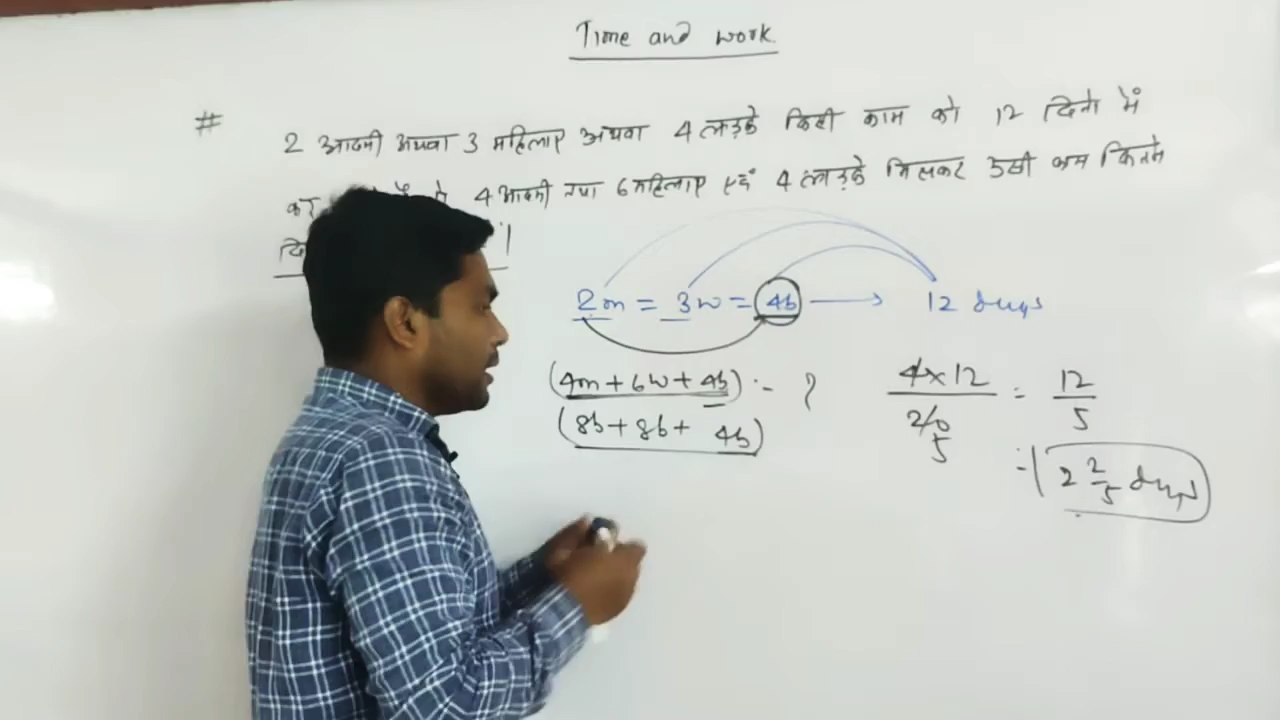 Time and work
# 2 आदमी अथवा 3 महिलाए अथवा 4 लड़के किसी काम को 12 दिनो में
कर 4 आदमी तथा 6 महिलाए एवं 4 लड़के मिलकर उसी काम कितने
दि
2m = 3w = 4b → 12 days
(4m + 6w + 4b) :- ? 4×12/20 = 12/5
(8b + 8b + 4b) 5 = 2 2/5 days